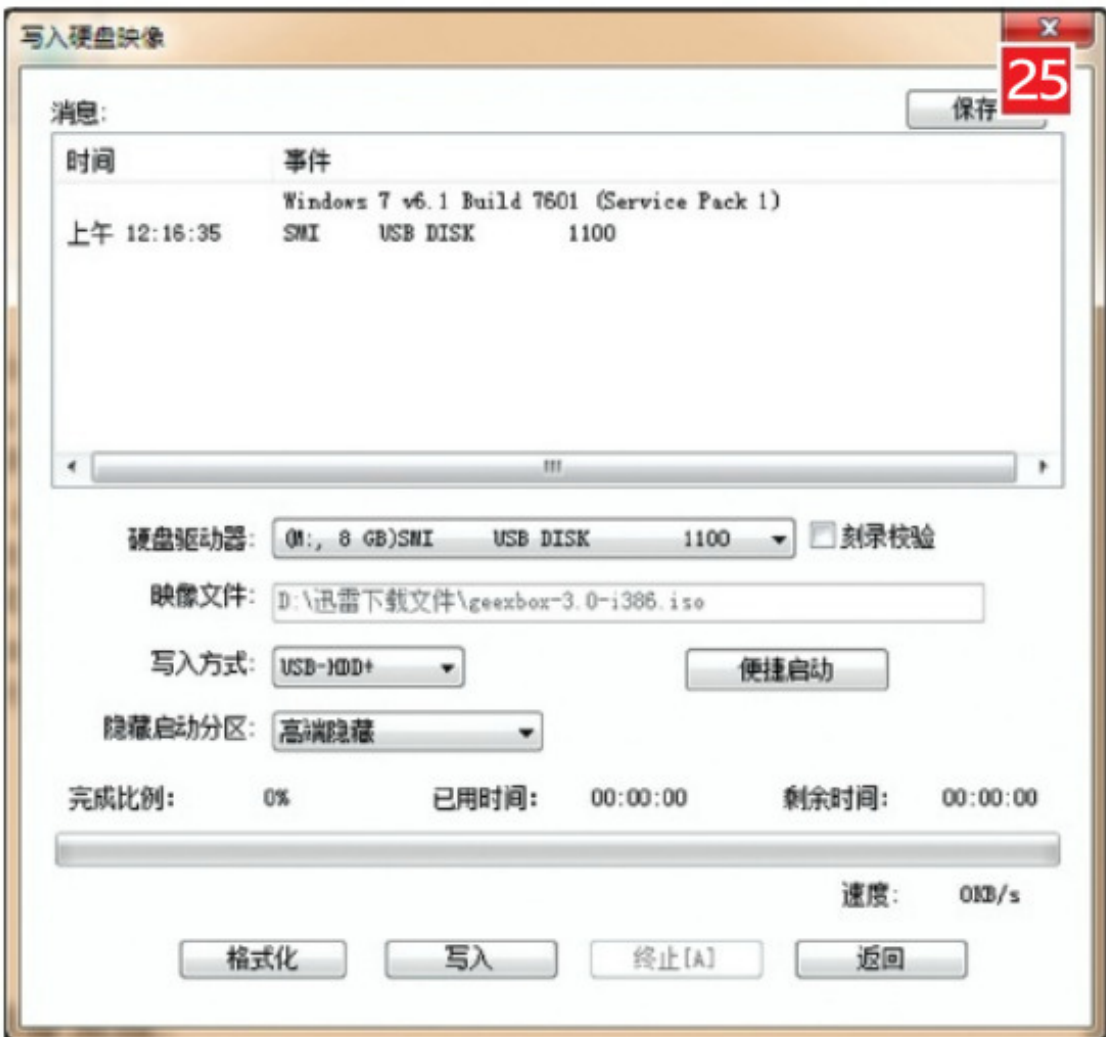 写入硬盘映像
25
消息:
保存
时间 事件
Windows 7 v6.1 Build 7601 (Service Pack 1)
上午 12:16:35 SMI USB DISK 1100
硬盘驱动器: (M:, 8 GB)SMI USB DISK 1100 刻录校验
映像文件: D:\迅雷下载文件\geexbox-3.0-i386.iso
写入方式: USB-HDD+ 便捷启动
隐藏启动分区: 高端隐藏
完成比例: 0% 已用时间: 00:00:00 剩余时间: 00:00:00
速度: 0KB/s
格式化 写入 终止[A] 返回